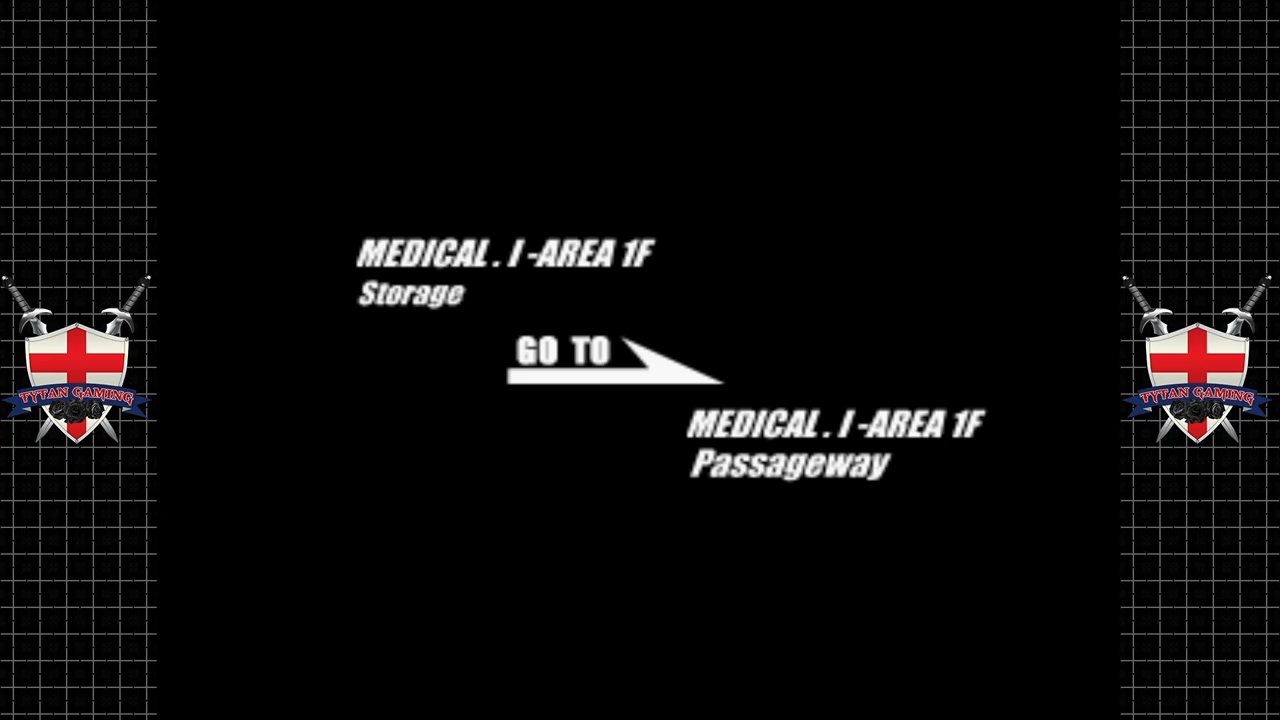 MEDICAL . I -AREA 1F
Storage
GO TO
MEDICAL . I -AREA 1F
Passageway
TYTAN GAMING
TYTAN GAMING